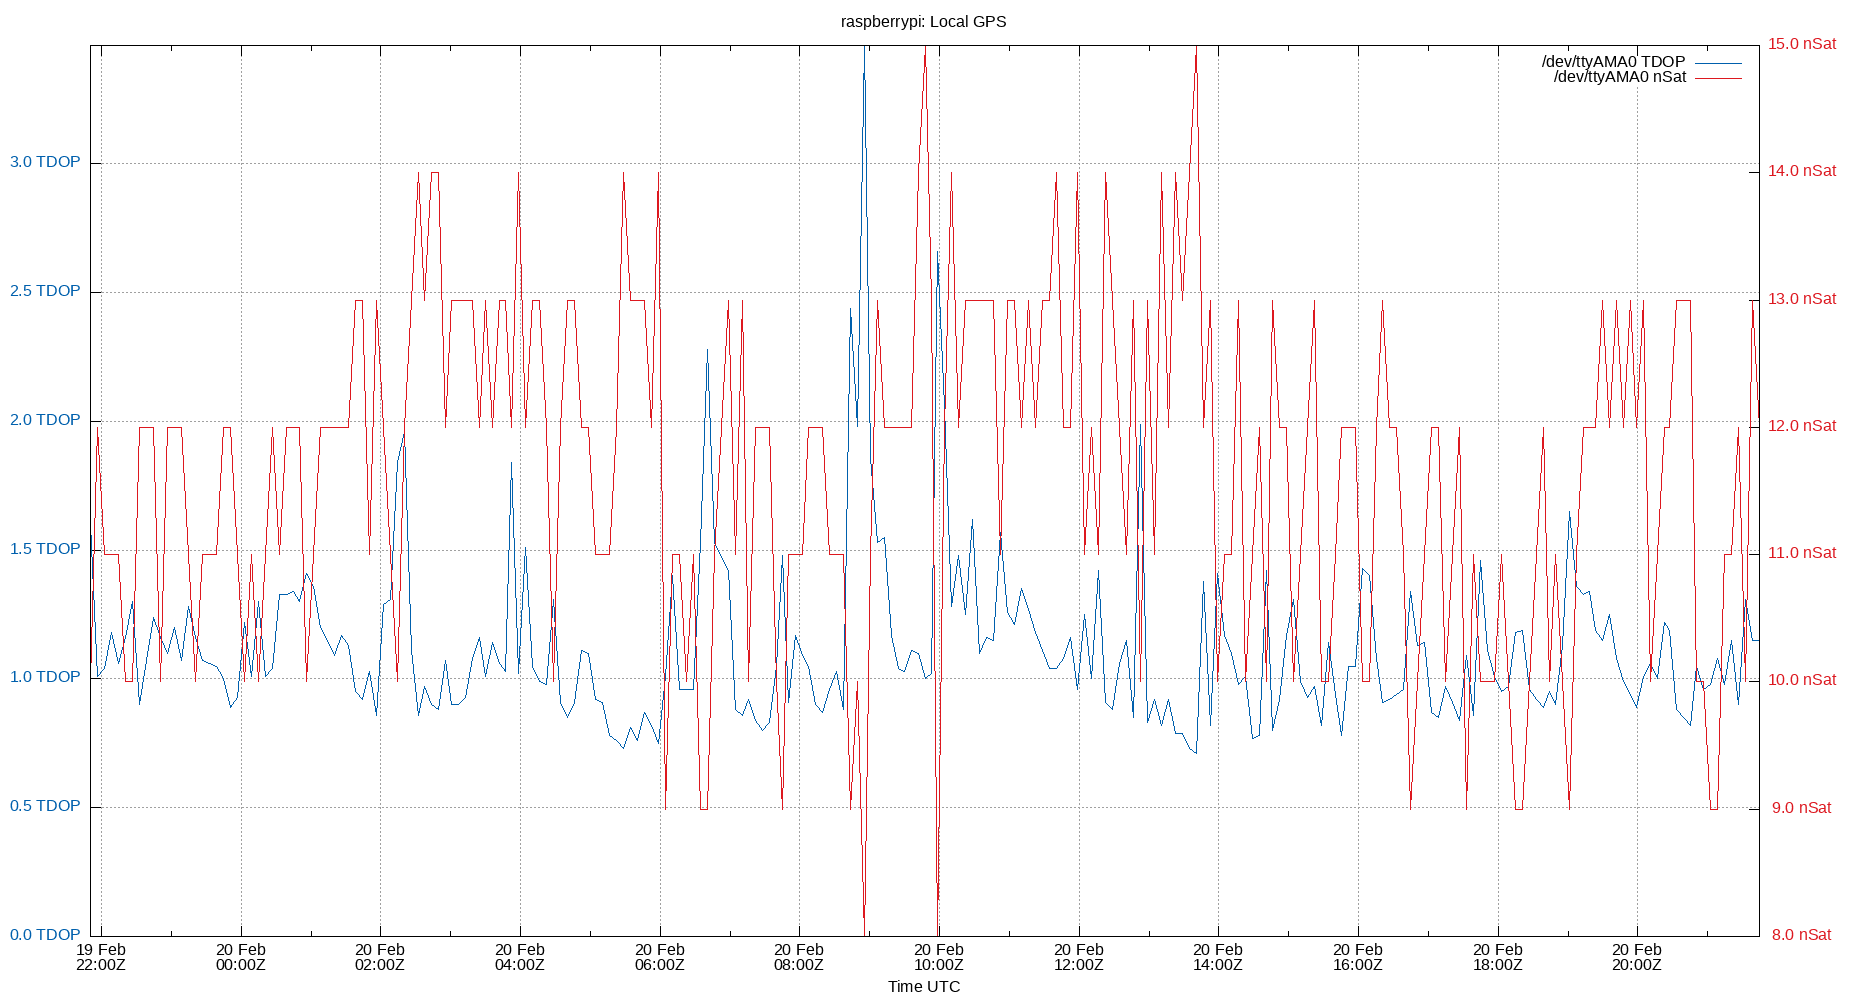 raspberrypi: Local GPS
/dev/ttyAMA0 TDOP
/dev/ttyAMA0 nSat
3.0 TDOP
2.5 TDOP
2.0 TDOP
1.5 TDOP
1.0 TDOP
0.5 TDOP
0.0 TDOP
15.0 nSat
14.0 nSat
13.0 nSat
12.0 nSat
11.0 nSat
10.0 nSat
9.0 nSat
8.0 nSat
19 Feb
22:00Z
20 Feb
00:00Z
20 Feb
02:00Z
20 Feb
04:00Z
20 Feb
06:00Z
20 Feb
08:00Z
20 Feb
10:00Z
20 Feb
12:00Z
20 Feb
14:00Z
20 Feb
16:00Z
20 Feb
18:00Z
20 Feb
20:00Z
Time UTC